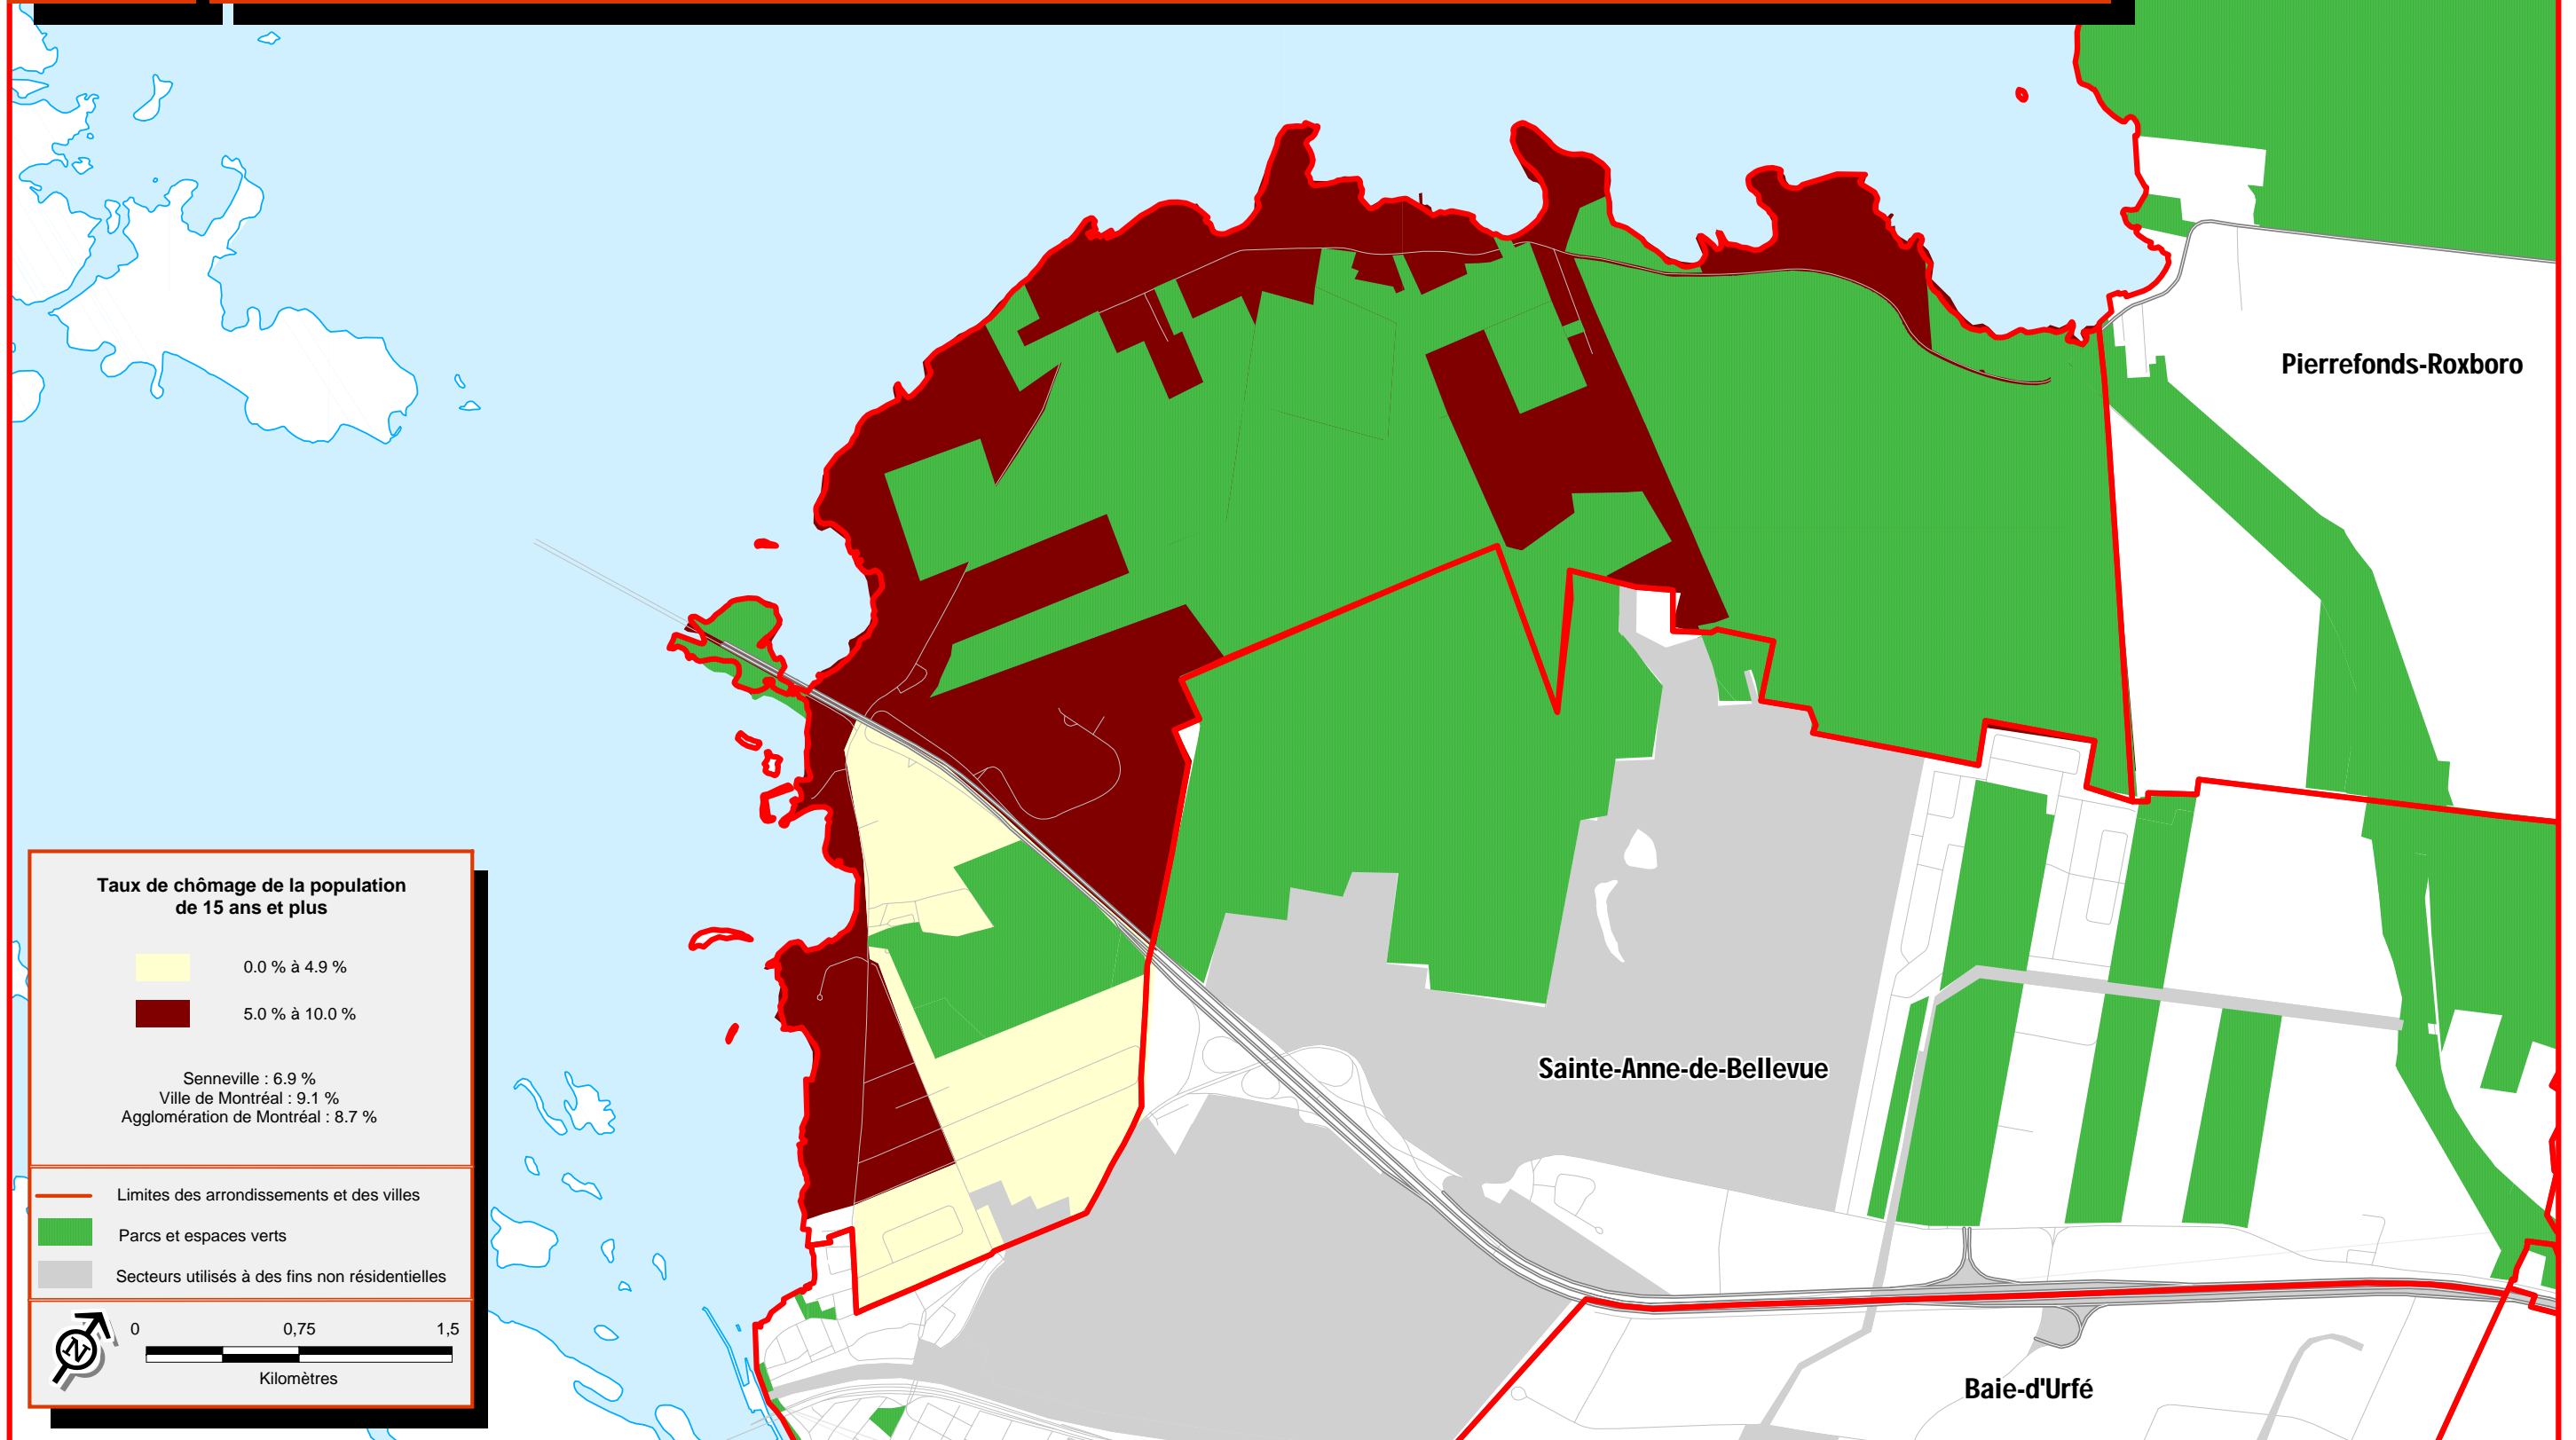 Pierrefonds-Roxboro
Sainte-Anne-de-Bellevue
Baie-d'Urfé
Taux de chômage de la population
de 15 ans et plus
0.0 % à 4.9 %
5.0 % à 10.0 %
Senneville : 6.9 %
Ville de Montréal : 9.1 %
Agglomération de Montréal : 8.7 %
Limites des arrondissements et des villes
Parcs et espaces verts
Secteurs utilisés à des fins non résidentielles
N
0 0,75 1,5
Kilomètres